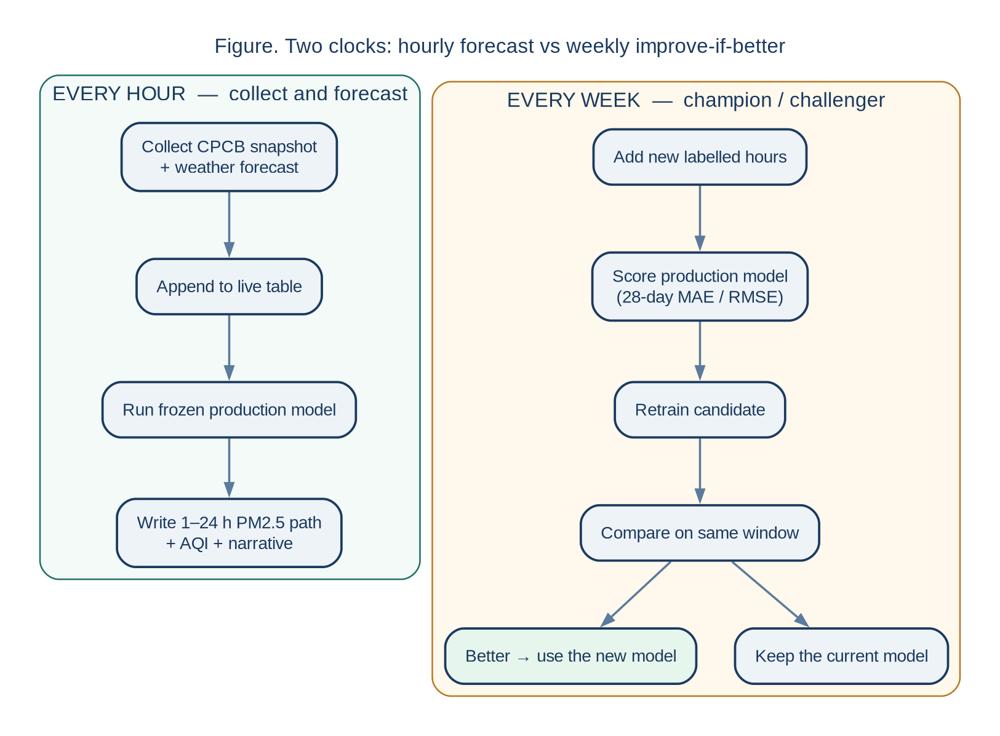 Figure. Two clocks: hourly forecast vs weekly improve-if-better
EVERY HOUR — collect and forecast
Collect CPCB snapshot
+ weather forecast
Append to live table
Run frozen production model
Write 1–24 h PM2.5 path
+ AQI + narrative
EVERY WEEK — champion / challenger
Add new labelled hours
Score production model
(28-day MAE / RMSE)
Retrain candidate
Compare on same window
Better → use the new model
Keep the current model